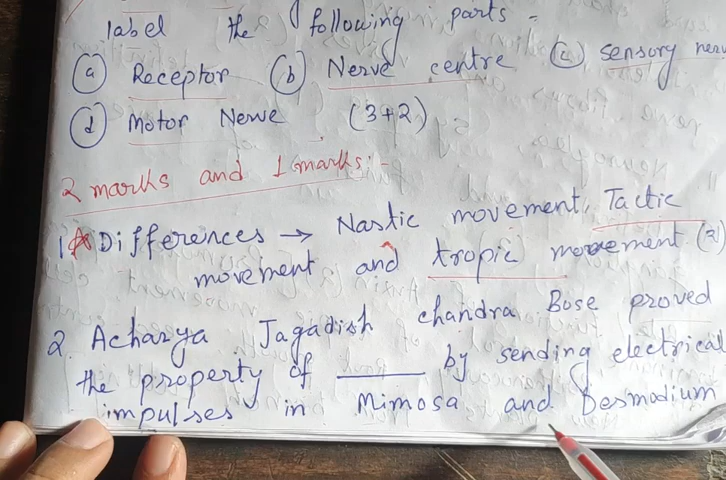 label the following parts -
(a) Receptor (b) Nerve centre (c) sensory
(d) Motor Nerve (3+2)
2 marks and 1 marks:-
1 Differences → Nastic movement, Tactic
movement and tropic movement (2)
2. Acharya Jagadish chandra Bose proved
the property of ______ by sending electrical
impulses in Mimosa and Desmodium